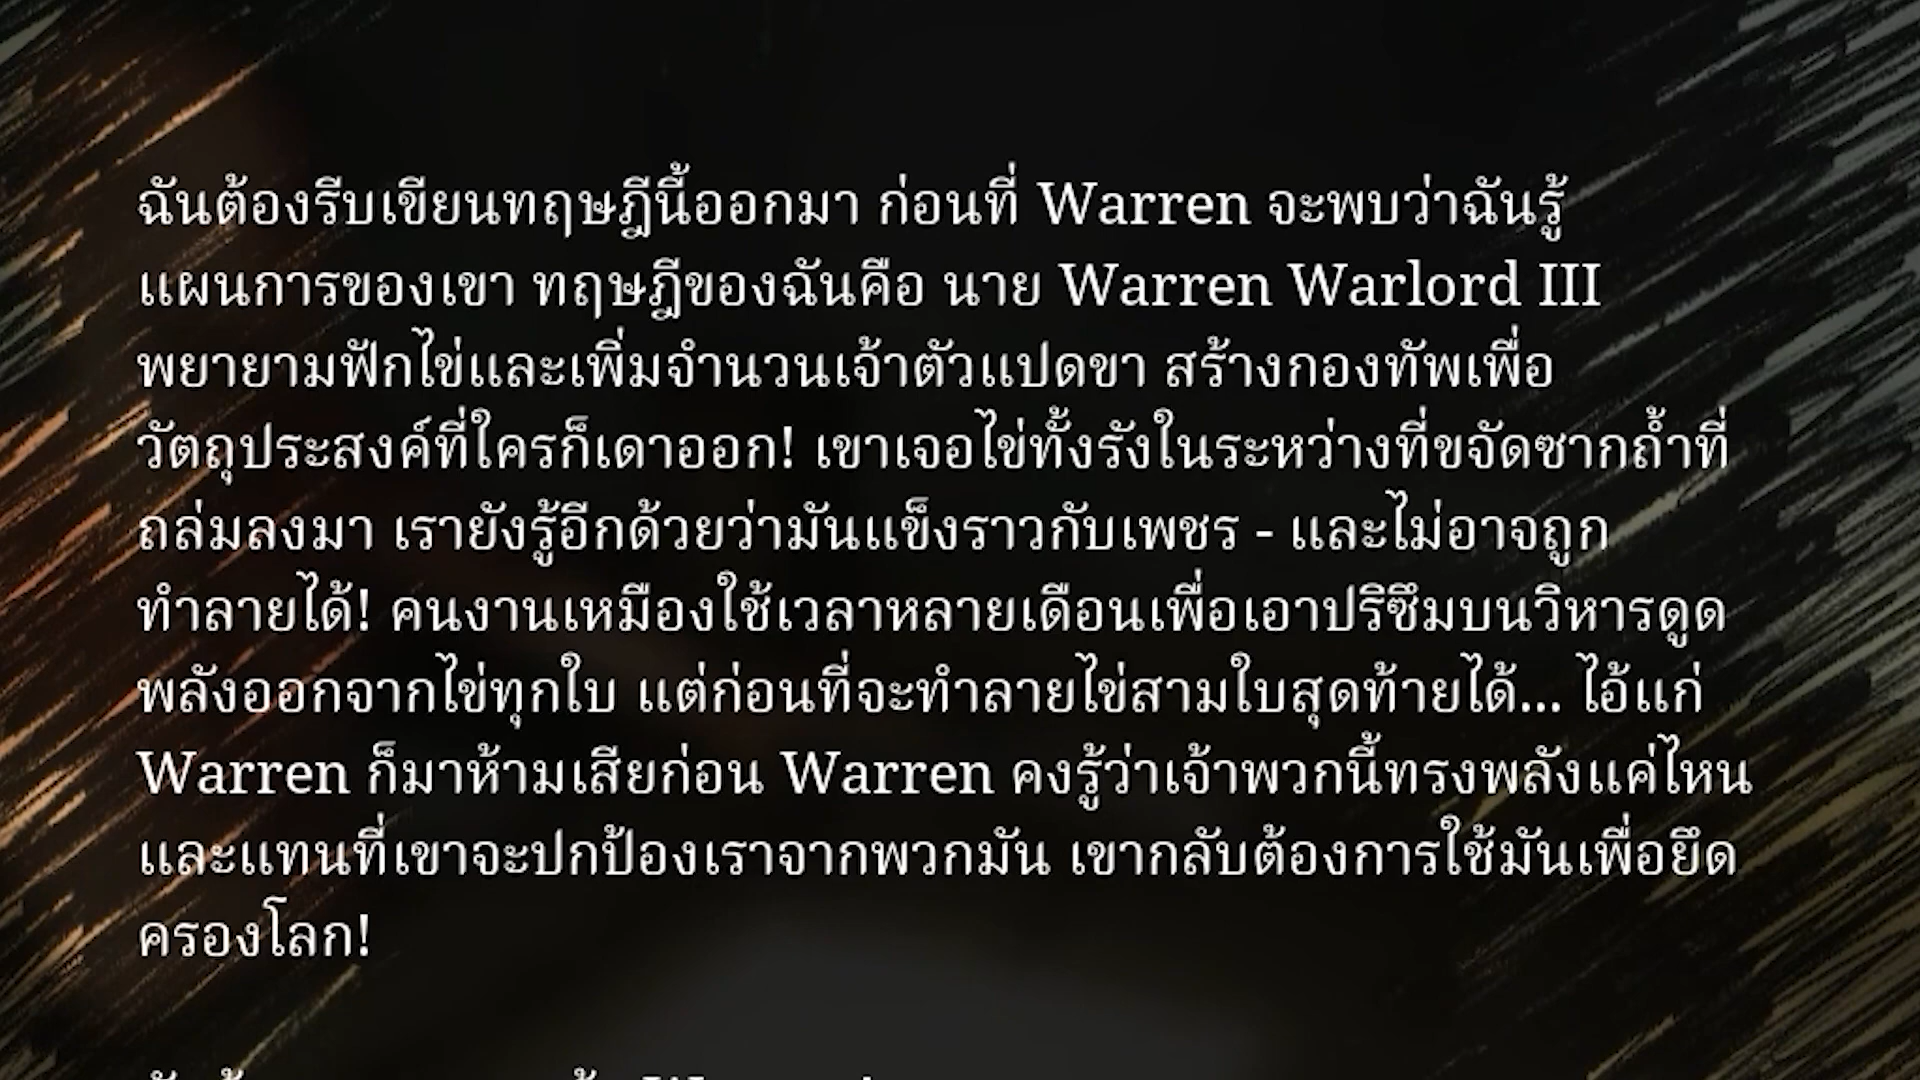 ฉันต้องรีบเขียนทฤษฎีนี้ออกมา ก่อนที่ Warren จะพบว่าฉันรู้
แผนการของเขา ทฤษฎีของฉันคือ นาย Warren Warlord III
พยายามฟักไข่และเพิ่มจำนวนเจ้าตัวแปดขา สร้างกองทัพเพื่อ
วัตถุประสงค์ที่ใครก็เดาออก! เขาเจอไข่ทั้งรังในระหว่างที่ขจัดซากถ้ำที่
ถล่มลงมา เรายังรู้อีกด้วยว่ามันแข็งราวกับเพชร - และไม่อาจถูก
ทำลายได้! คนงานเหมืองใช้เวลาหลายเดือนเพื่อเอาปริซึมบนวิหารดูด
พลังออกจากไข่ทุกใบ แต่ก่อนที่จะทำลายไข่สามใบสุดท้ายได้... ไอ้แก่
Warren ก็มาห้ามเสียก่อน Warren คงรู้ว่าเจ้าพวกนี้ทรงพลังแค่ไหน
และแทนที่เขาจะปกป้องเราจากพวกมัน เขากลับต้องการใช้มันเพื่อยึด
ครองโลก!